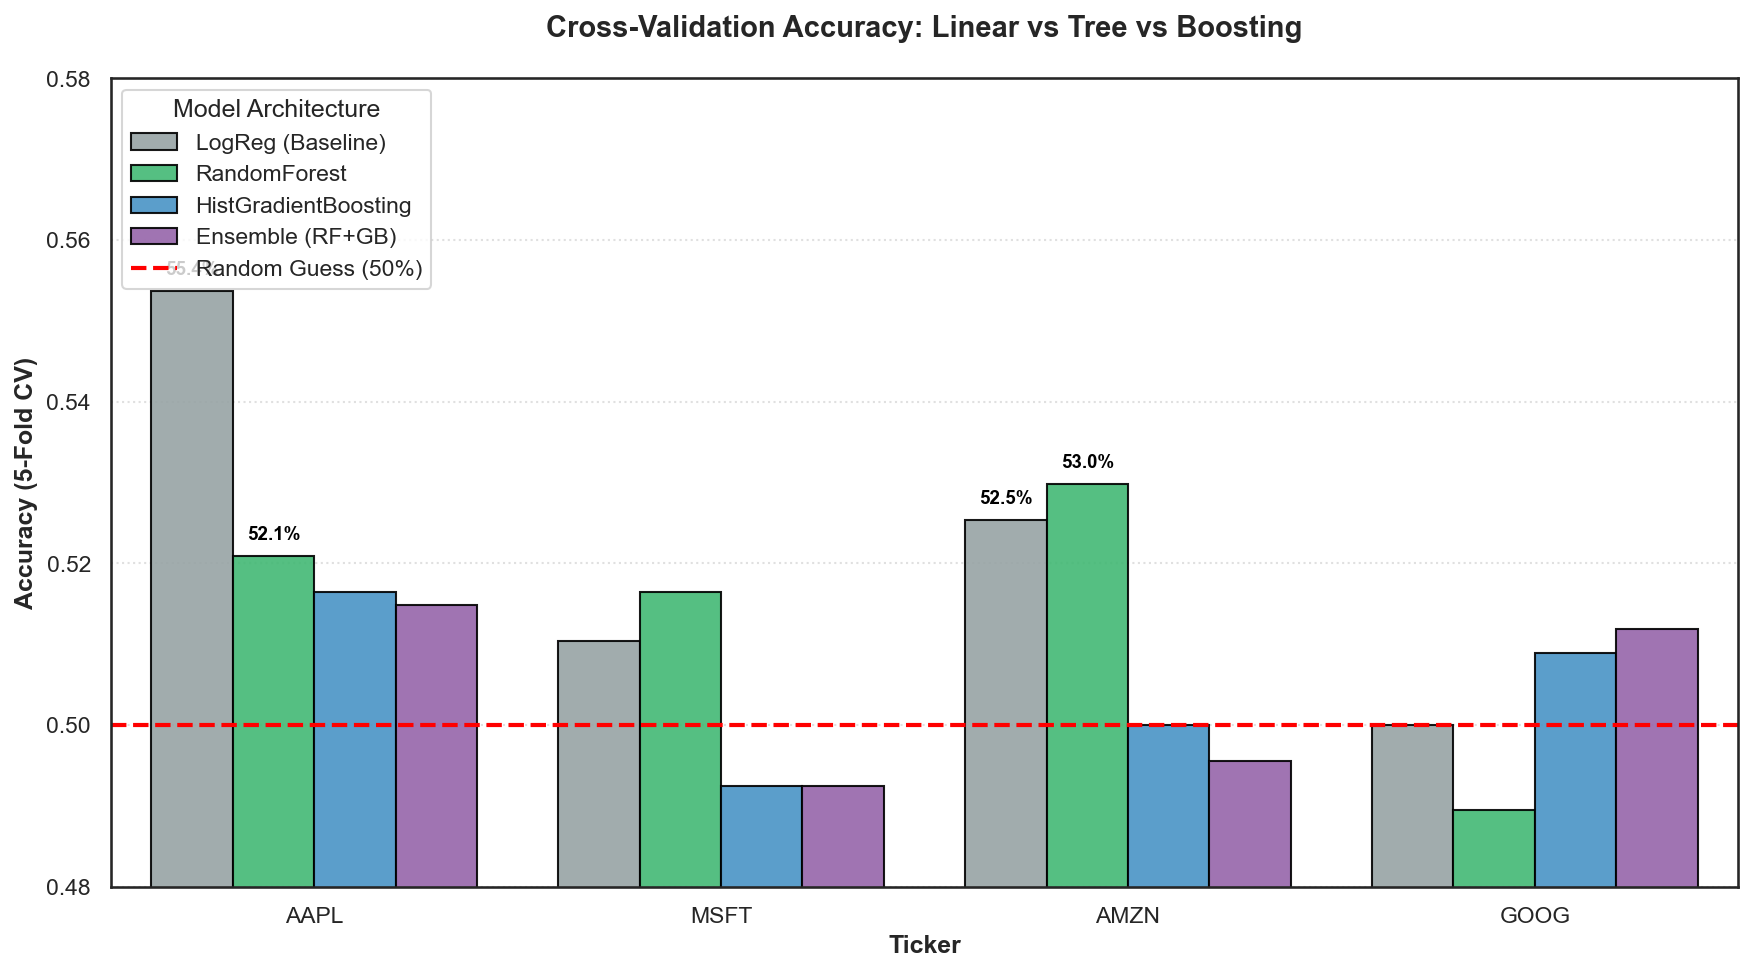 Cross-Validation Accuracy: Linear vs Tree vs Boosting
0.58
0.56
0.54
0.52
0.50
0.48
Accuracy (5-Fold CV)
Model Architecture
LogReg (Baseline)
RandomForest
HistGradientBoosting
Ensemble (RF+GB)
Random Guess (50%)
52.1%
52.5%
53.0%
AAPL
MSFT
AMZN
GOOG
Ticker